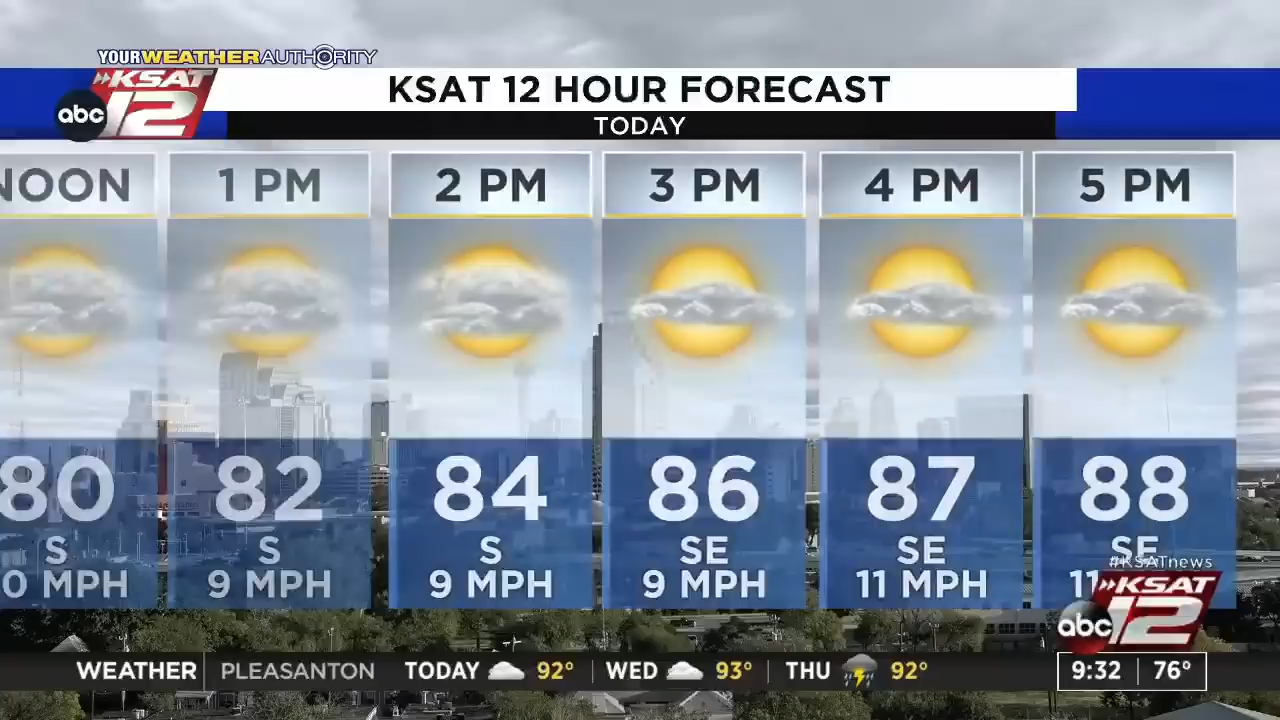 YOURWEATHERAUTHORITY
KSAT
abc 12
KSAT 12 HOUR FORECAST
TODAY
NOON 1 PM 2 PM 3 PM 4 PM 5 PM
80 82 84 86 87 88
S S S SE SE SE
0 MPH 9 MPH 9 MPH 9 MPH 11 MPH 11
#KSATnews
KSAT
abc 12
WEATHER PLEASANTON TODAY 92° WED 93° THU 92° 9:32 76°